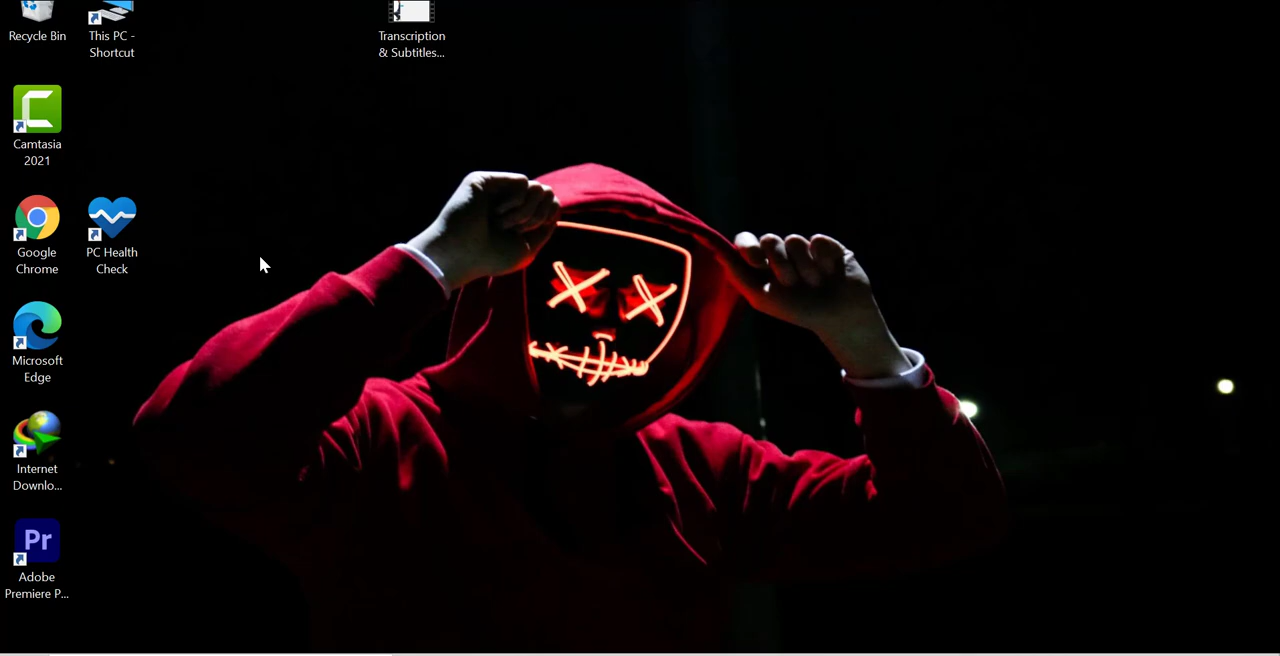 Recycle Bin
This PC -
Shortcut
Transcription
& Subtitles...
Camtasia
2021
Google
Chrome
PC Health
Check
Microsoft
Edge
Internet
Downlo...
Pr
Adobe
Premiere P...